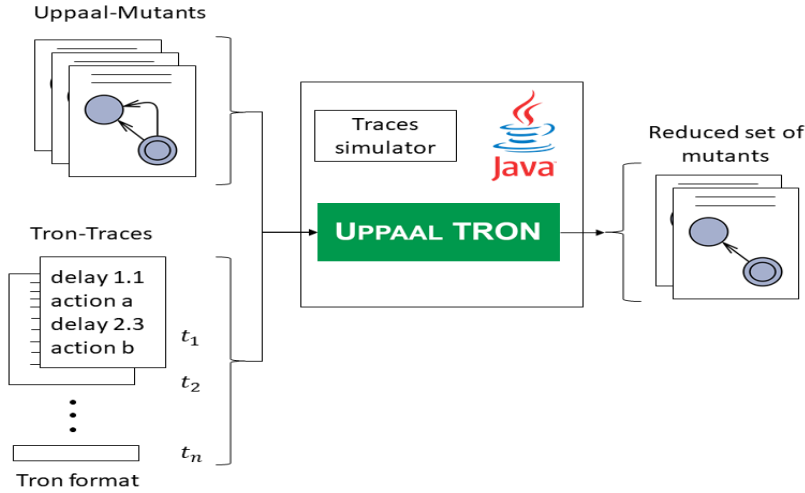 Uppaal-Mutants
Traces
simulator
Java
Reduced set of
mutants
UPPAAL TRON
Tron-Traces
delay 1.1
action a
delay 2.3
action b
t₁
t₂
tₙ
Tron format